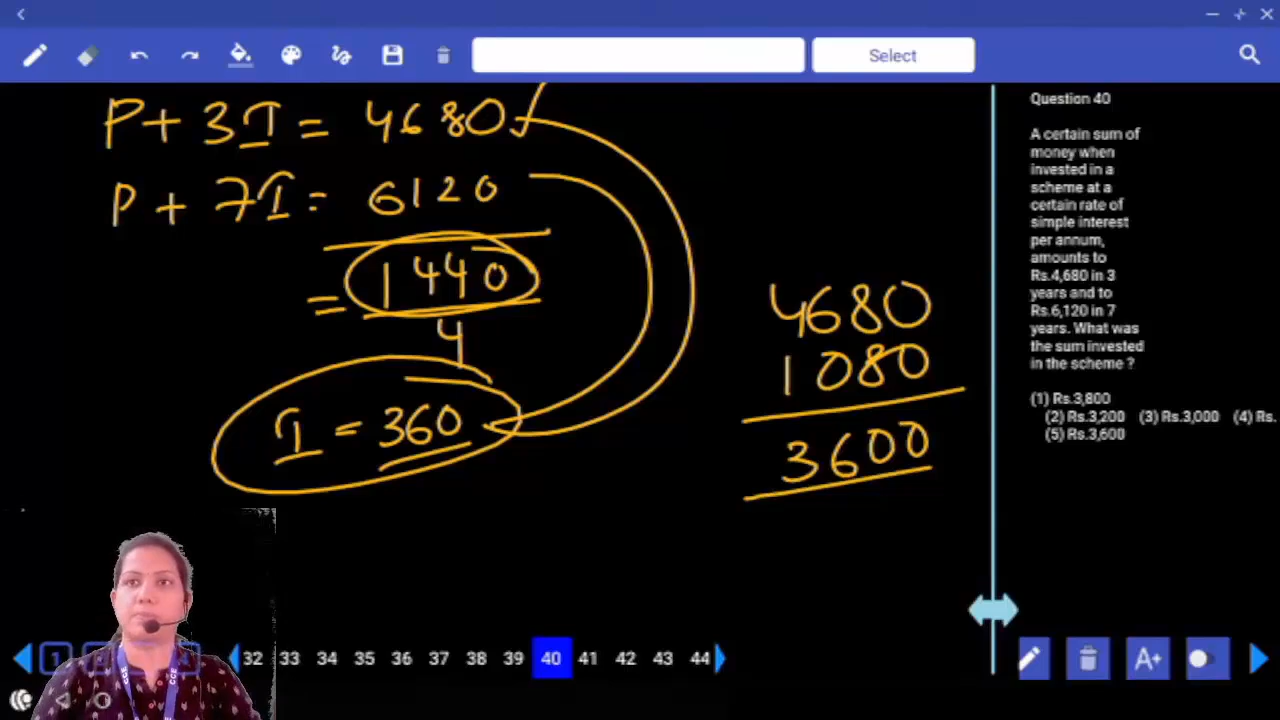 Select
P + 3I = 4680
P + 7I = 6120
= 1440
4
I = 360
4680
1080
3600
Question 40
A certain sum of
money when
invested in a
scheme at a
certain rate of
simple interest
per annum,
amounts to
Rs.4,680 in 3
years and to
Rs.6,120 in 7
years. What was
the sum invested
in the scheme ?
(1) Rs.3,800
(2) Rs.3,200 (3) Rs.3,000 (4) Rs.
(5) Rs.3,600
1 32 33 34 35 36 37 38 39 40 41 42 43 44
A+
CCE